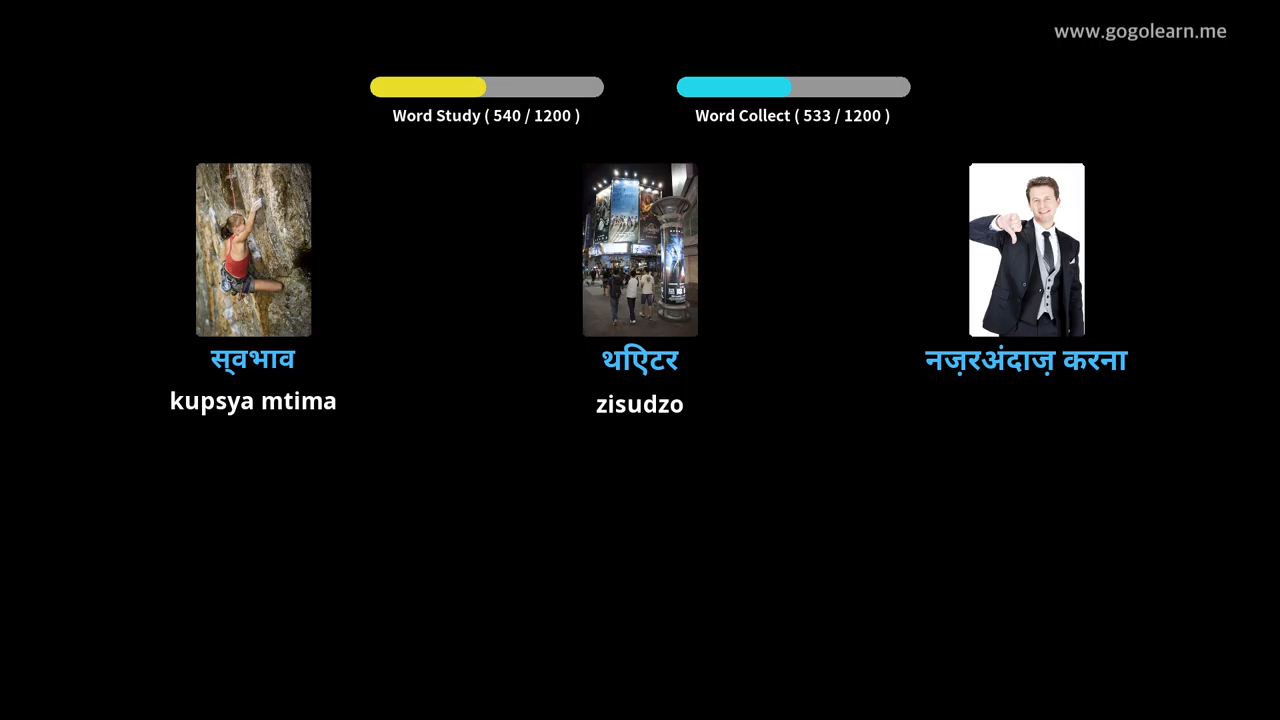 www.gogolearn.me
Word Study ( 540 / 1200 )
Word Collect ( 533 / 1200 )
स्वभाव
थिएटर
नज़रअंदाज़ करना
kupsya mtima
zisudzo